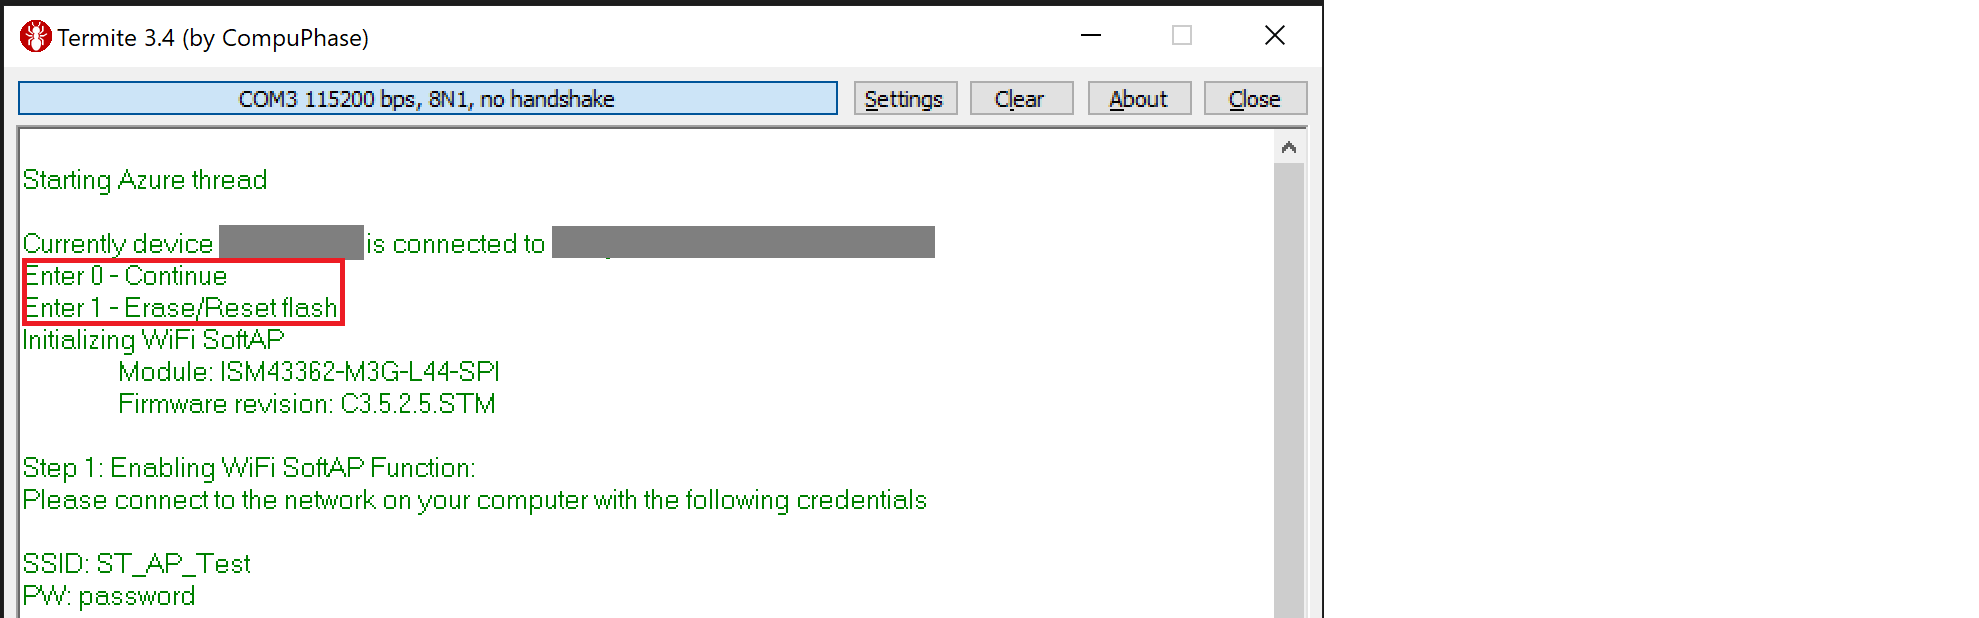 Termite 3.4 (by CompuPhase)
COM3 115200 bps, 8N1, no handshake
Settings
Clear
About
Close
Starting Azure thread
Currently device is connected to
Enter 0 - Continue
Enter 1 - Erase/Reset flash
Initializing WiFi SoftAP
Module: ISM43362-M3G-L44-SPI
Firmware revision: C3.5.2.5.STM
Step 1: Enabling WiFi SoftAP Function:
Please connect to the network on your computer with the following credentials
SSID: ST_AP_Test
PW: password